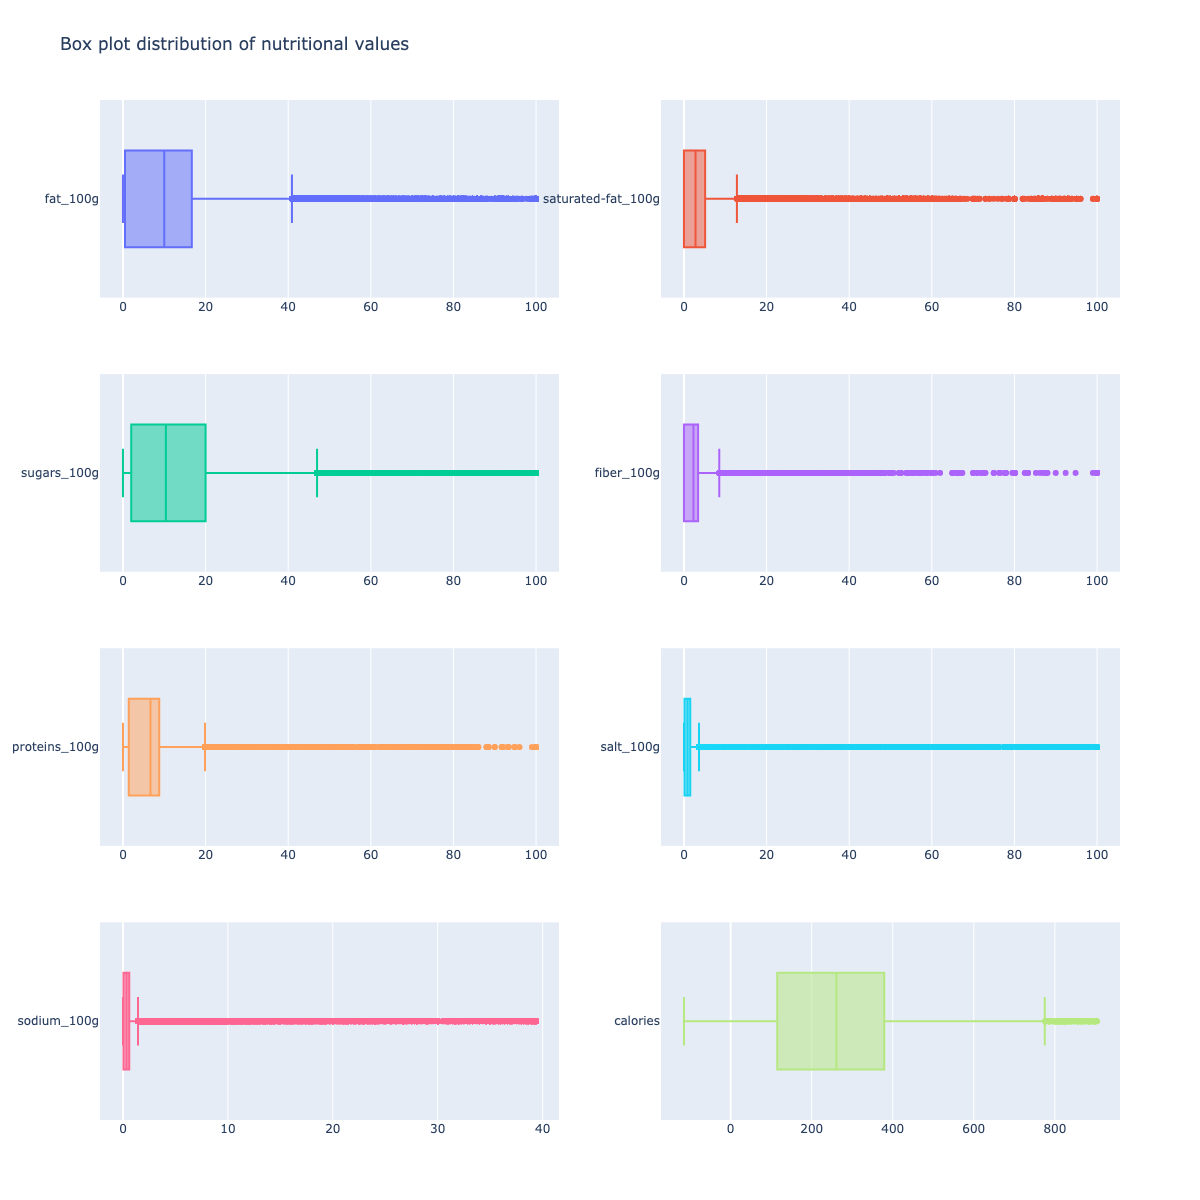 Box plot distribution of nutritional values
fat_100g
0 20 40 60 80 100
saturated-fat_100g
0 20 40 60 80 100
sugars_100g
0 20 40 60 80 100
fiber_100g
0 20 40 60 80 100
proteins_100g
0 20 40 60 80 100
salt_100g
0 20 40 60 80 100
sodium_100g
0 10 20 30 40
calories
0 200 400 600 800